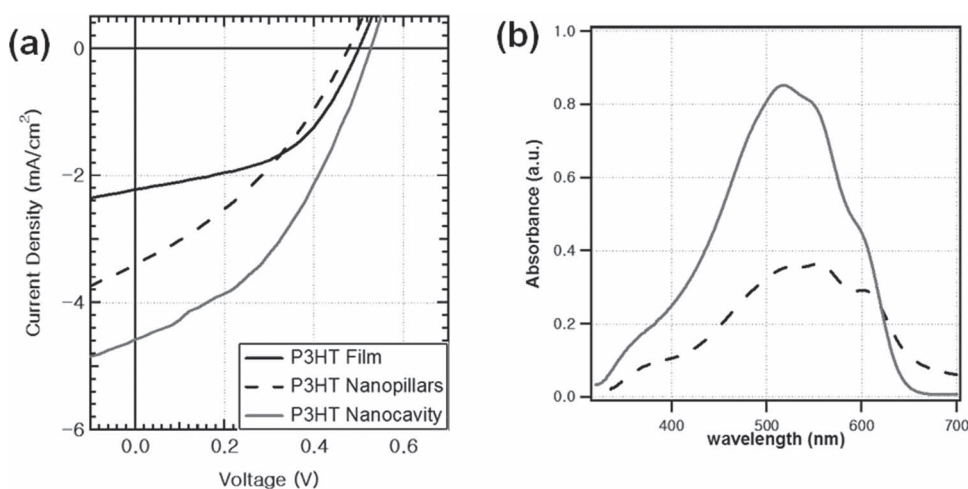 (a)
Current Density (mA/cm²)
0
−2
−4
−6
0.0 0.2 0.4 0.6
Voltage (V)
P3HT Film
P3HT Nanopillars
P3HT Nanocavity
(b)
Absorbance (a.u.)
1.0
0.8
0.6
0.4
0.2
0.0
400 500 600 700
wavelength (nm)